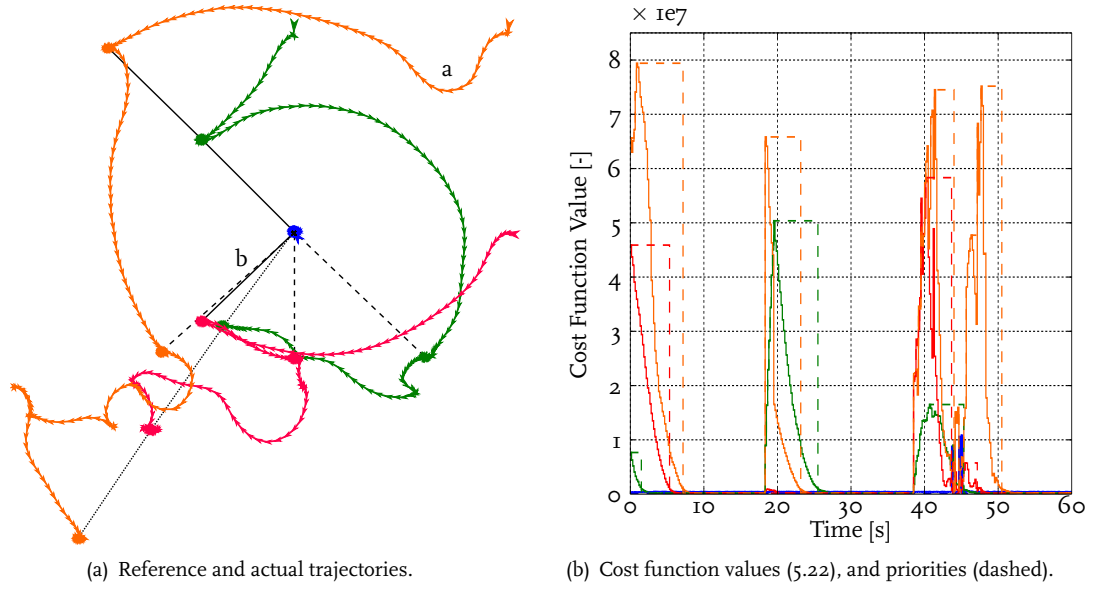 a
b
× 1e7
8
7
6
5
4
3
2
1
0
Cost Function Value [-]
0 10 20 30 40 50 60
Time [s]
(a) Reference and actual trajectories.
(b) Cost function values (5.22), and priorities (dashed).